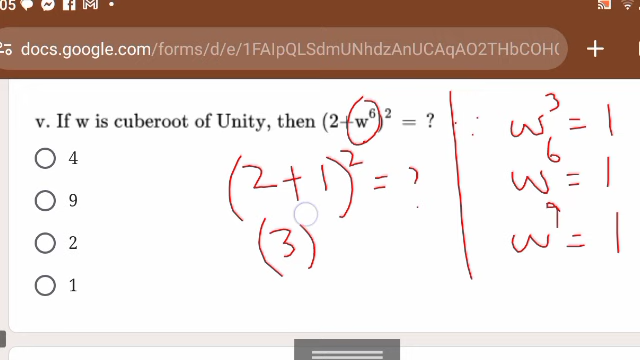 05
docs.google.com/forms/d/e/1FAIpQLSdmUNhdzAnUCAqAO2THbCOH
v. If w is cuberoot of Unity, then (2+w⁶)² = ?
4
9
2
1
(2+1)² = ?
(3)
∵ w³ = 1
w⁶ = 1
w⁹ = 1